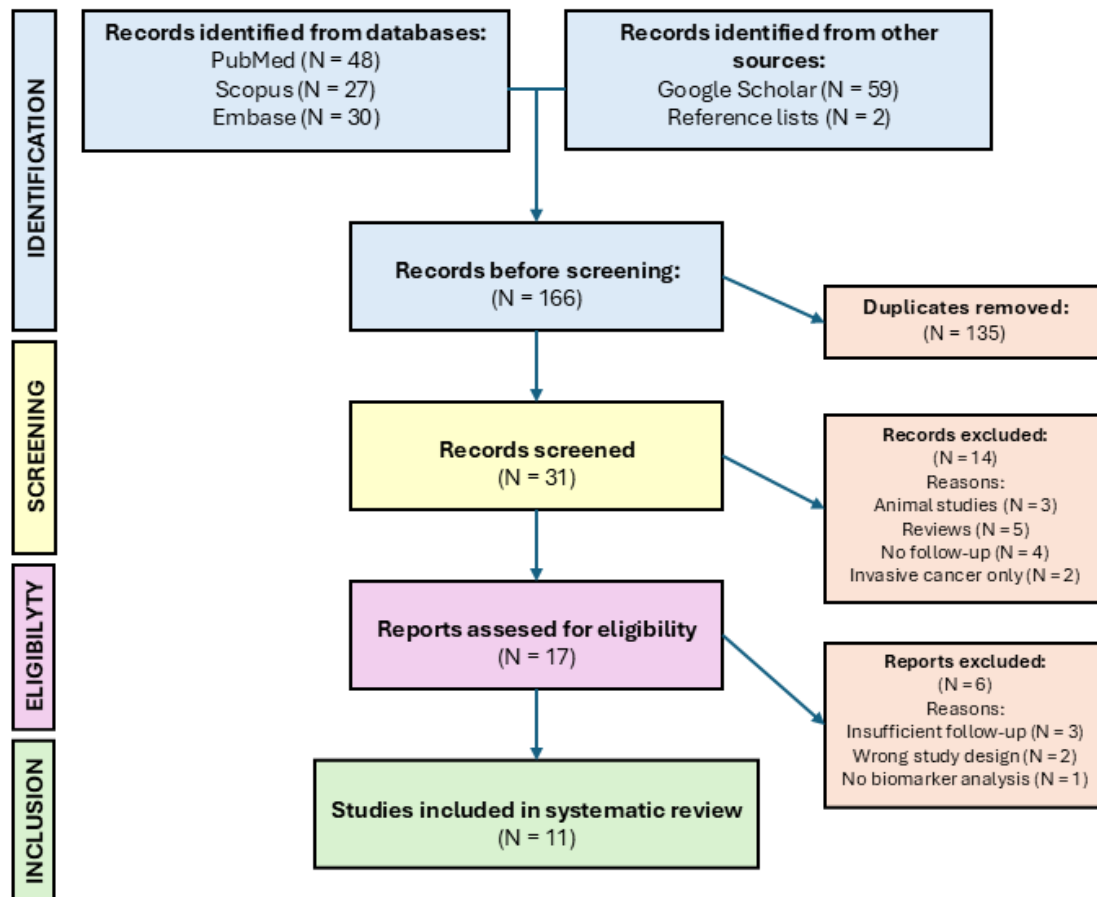 IDENTIFICATION
Records identified from databases:
PubMed (N = 48)
Scopus (N = 27)
Embase (N = 30)
Records identified from other
sources:
Google Scholar (N = 59)
Reference lists (N = 2)
Records before screening:
(N = 166)
Duplicates removed:
(N = 135)
SCREENING
Records screened
(N = 31)
Records excluded:
(N = 14)
Reasons:
Animal studies (N = 3)
Reviews (N = 5)
No follow-up (N = 4)
Invasive cancer only (N = 2)
ELIGIBILYTY
Reports assesed for eligibility
(N = 17)
Reports excluded:
(N = 6)
Reasons:
Insufficient follow-up (N = 3)
Wrong study design (N = 2)
No biomarker analysis (N = 1)
INCLUSION
Studies included in systematic review
(N = 11)